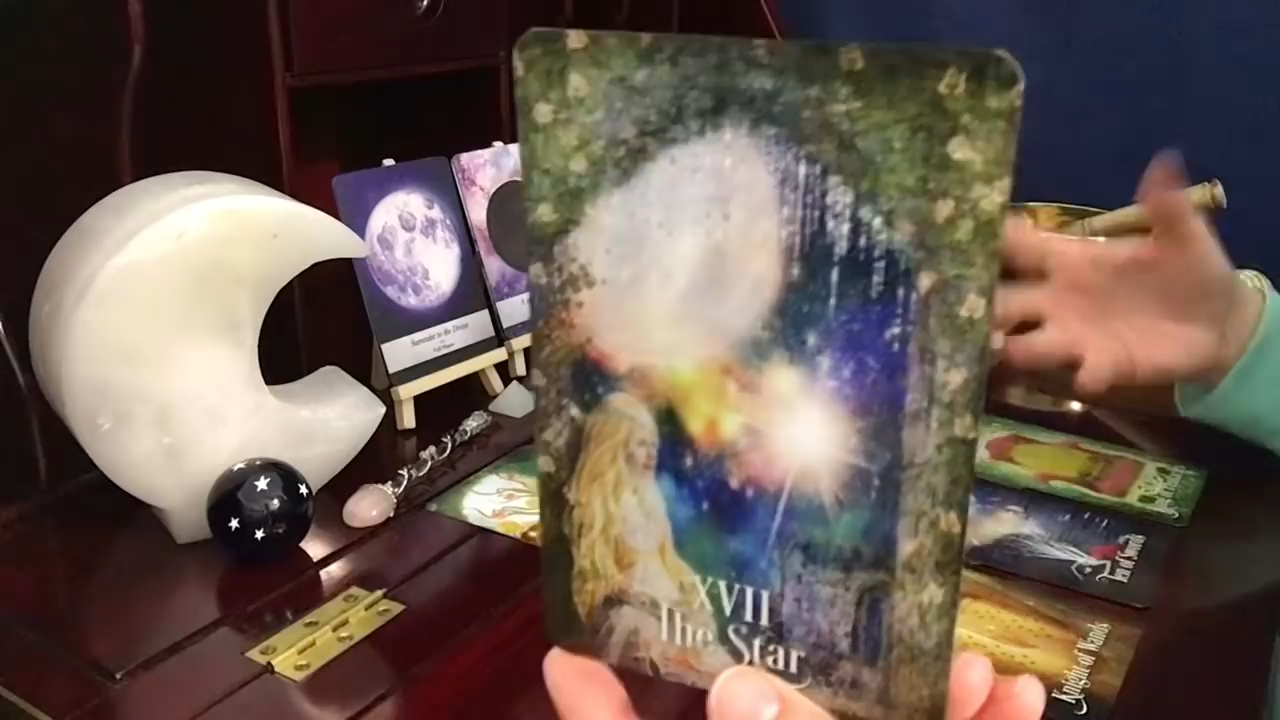 Surrender to the Divine
XVII
The Star
Ten of Swords
Knight of Wands